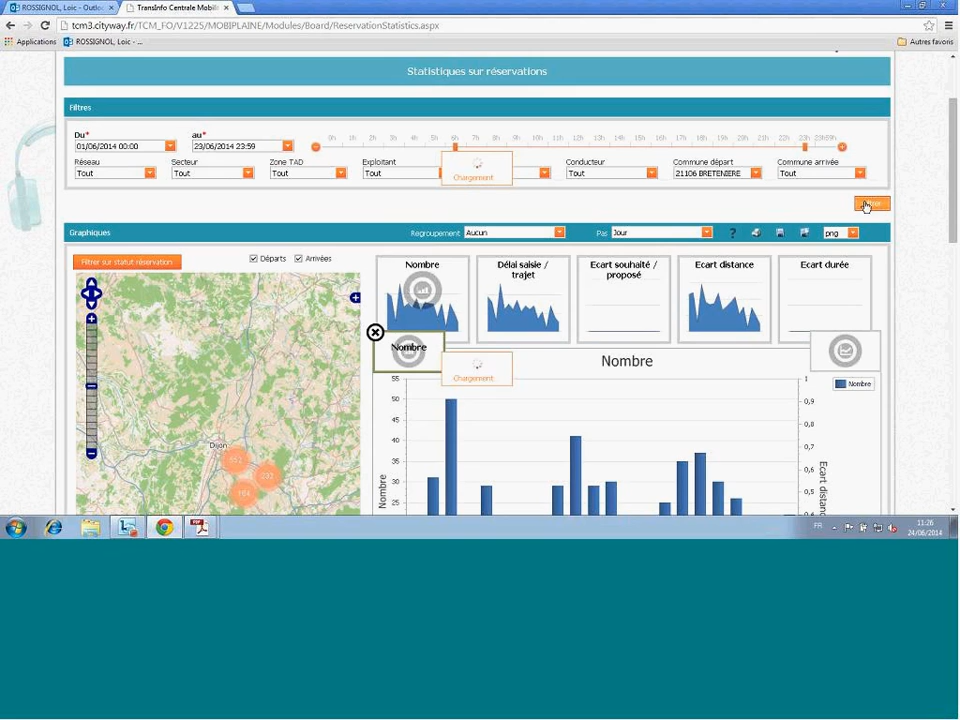 ROSSIGNOL, Loic - Outloo
TransInfo Centrale Mobili
tcm3.cityway.fr/TCM_FO/V1225/MOBIPLAINE/Modules/Board/ReservationStatistics.aspx
Applications ROSSIGNOL, Loic - ... Autres favoris
Statistiques sur réservations
Filtres
Du* au* 0h 1h 2h 3h 4h 5h 6h 7h 8h 9h 10h 11h 12h 13h 14h 15h 16h 17h 18h 19h 20h 21h 22h 23h 23h59h
01/06/2014 00:00 23/06/2014 23:59
Réseau Secteur Zone TAD Exploitant Conducteur Commune départ Commune arrivée
Tout Tout Tout Tout Tout 21106 BRETENIERE Tout
Chargement
Graphiques Regroupement Aucun Pas Jour ? png
Filtrer sur statut réservation Départs Arrivées
Nombre
Délai saisie / trajet
Ecart souhaité / proposé
Ecart distance
Ecart durée
Nombre
Chargement
Nombre
Nombre
55
50
45
40
35
30
25
Nombre
1
0,9
0,8
0,7
0,6
0,5
Ecart distanc
Dijon
232
164
FR 11:26
24/06/2014